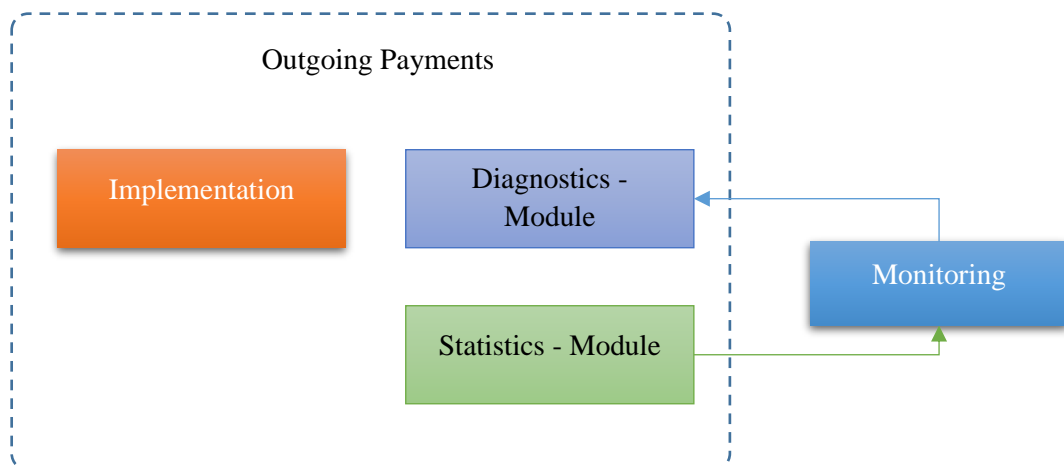 Outgoing Payments
Implementation
Diagnostics -
Module
Monitoring
Statistics - Module